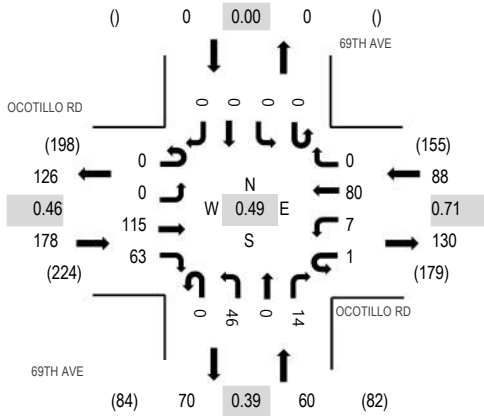 () 0 0.00 0 ()
69TH AVE
OCOTILLO RD
0 0 0 0
(198) 0 0 (155)
126 0 N 80 88
0.46 W 0.49 E 7 0.71
178 115 S 130
(224) 63 1 (179)
0 46 0 14
OCOTILLO RD
69TH AVE
(84) 70 0.39 60 (82)